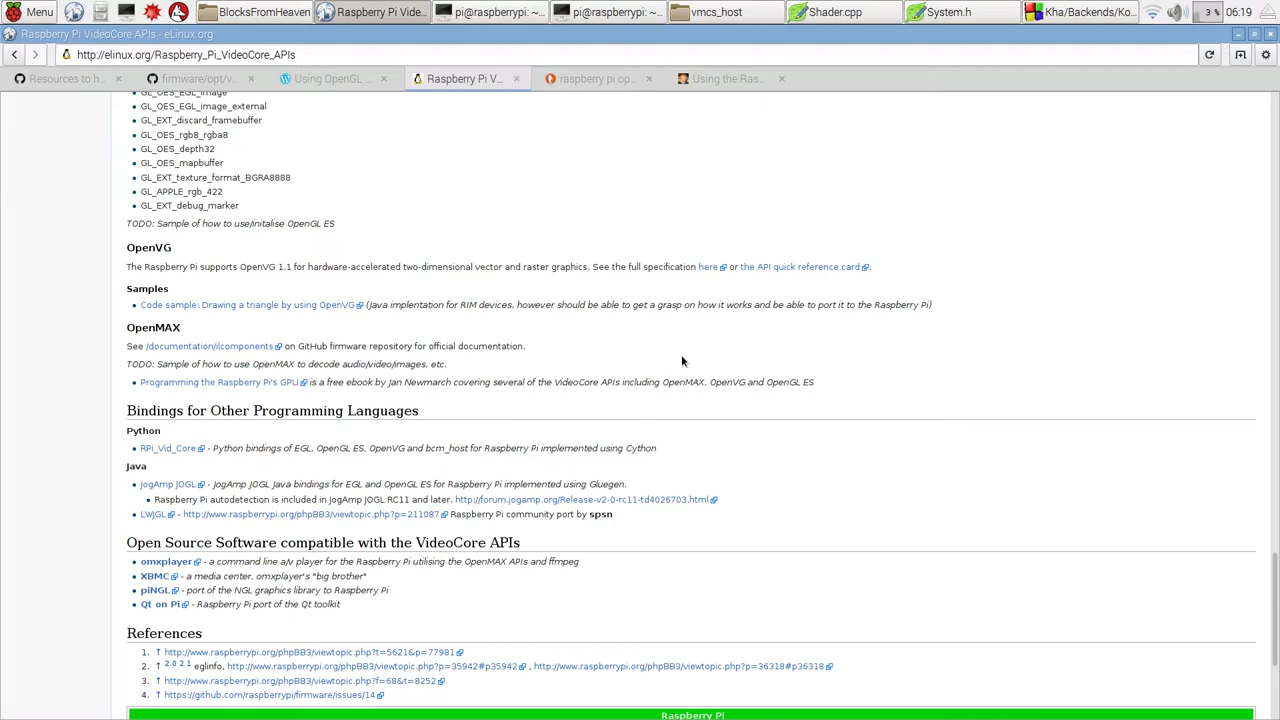 Menu BlocksFromHeaven Raspberry Pi Vide... pi@raspberrypi: ~... pi@raspberrypi: ~... vmcs_host Shader.cpp System.h Kha/Backends/Ko... 3 % 06:19
Raspberry Pi VideoCore APIs - eLinux.org
http://elinux.org/Raspberry_Pi_VideoCore_APIs
Resources to h... firmware/opt/v... Using OpenGL ... Raspberry Pi V... raspberry pi op... Using the Ras...
GL_OES_EGL_image
GL_OES_EGL_image_external
GL_EXT_discard_framebuffer
GL_OES_rgb8_rgba8
GL_OES_depth32
GL_OES_mapbuffer
GL_EXT_texture_format_BGRA8888
GL_APPLE_rgb_422
GL_EXT_debug_marker
TODO: Sample of how to use/initalise OpenGL ES
OpenVG
The Raspberry Pi supports OpenVG 1.1 for hardware-accelerated two-dimensional vector and raster graphics. See the full specification here or the API quick reference card.
Samples
Code sample: Drawing a triangle by using OpenVG (Java implentation for RIM devices, however should be able to get a grasp on how it works and be able to port it to the Raspberry Pi)
OpenMAX
See /documentation/ilcomponents on GitHub firmware repository for official documentation.
TODO: Sample of how to use OpenMAX to decode audio/video/images, etc.
Programming the Raspberry Pi's GPU is a free ebook by Jan Newmarch covering several of the VideoCore APIs including OpenMAX, OpenVG and OpenGL ES
Bindings for Other Programming Languages
Python
RPi_Vid_Core - Python bindings of EGL, OpenGL ES, OpenVG and bcm_host for Raspberry Pi implemented using Cython
Java
JogAmp JOGL - JogAmp JOGL Java bindings for EGL and OpenGL ES for Raspberry Pi implemented using Gluegen.
Raspberry Pi autodetection is included in JogAmp JOGL RC11 and later. http://forum.jogamp.org/Release-v2-0-rc11-td4026703.html
LWJGL - http://www.raspberrypi.org/phpBB3/viewtopic.php?p=211087 Raspberry Pi community port by spsn
Open Source Software compatible with the VideoCore APIs
omxplayer - a command line a/v player for the Raspberry Pi utilising the OpenMAX APIs and ffmpeg
XBMC - a media center, omxplayer's "big brother"
piNGL - port of the NGL graphics library to Raspberry Pi
Qt on Pi - Raspberry Pi port of the Qt toolkit
References
1. ↑ http://www.raspberrypi.org/phpBB3/viewtopic.php?t=5621&p=77981
2. ↑ 2.0 2.1 eglinfo, http://www.raspberrypi.org/phpBB3/viewtopic.php?p=35942#p35942 , http://www.raspberrypi.org/phpBB3/viewtopic.php?p=36318#p36318
3. ↑ http://www.raspberrypi.org/phpBB3/viewtopic.php?f=68&t=8252
4. ↑ https://github.com/raspberrypi/firmware/issues/14
Raspberry Pi